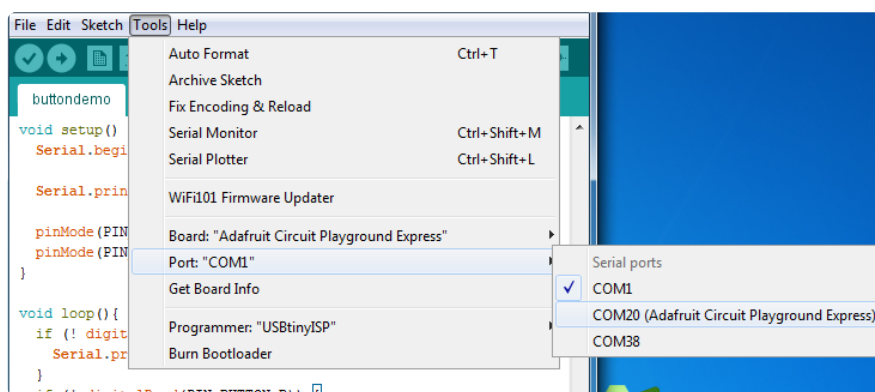 File Edit Sketch Tools Help
Auto Format Ctrl+T
Archive Sketch
buttondemo
Fix Encoding & Reload
void setup()
Serial Monitor Ctrl+Shift+M
Serial.begi
Serial Plotter Ctrl+Shift+L
Serial.prin
WiFi101 Firmware Updater
pinMode(PIN
Board: "Adafruit Circuit Playground Express"
pinMode(PIN
Port: "COM1"
Serial ports
}
Get Board Info
COM1
void loop(){
COM20 (Adafruit Circuit Playground Express)
if (! digit
Programmer: "USBtinyISP"
COM38
Serial.pr
Burn Bootloader
}